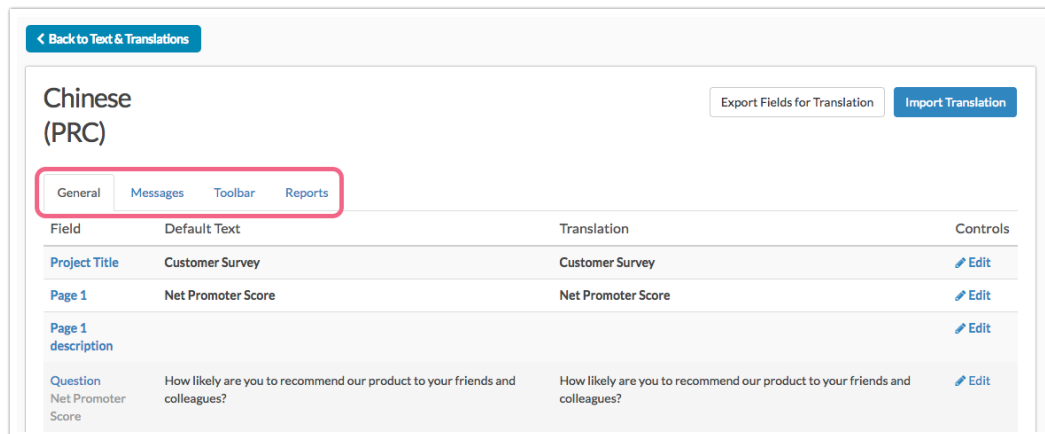 Back to Text & Translations
Chinese
(PRC)
Export Fields for Translation Import Translation
General Messages Toolbar Reports
Field Default Text Translation Controls
Project Title Customer Survey Customer Survey Edit
Page 1 Net Promoter Score Net Promoter Score Edit
Page 1
description
Edit
Question How likely are you to recommend our product to your friends and How likely are you to recommend our product to your friends and Edit
Net Promoter colleagues? colleagues?
Score